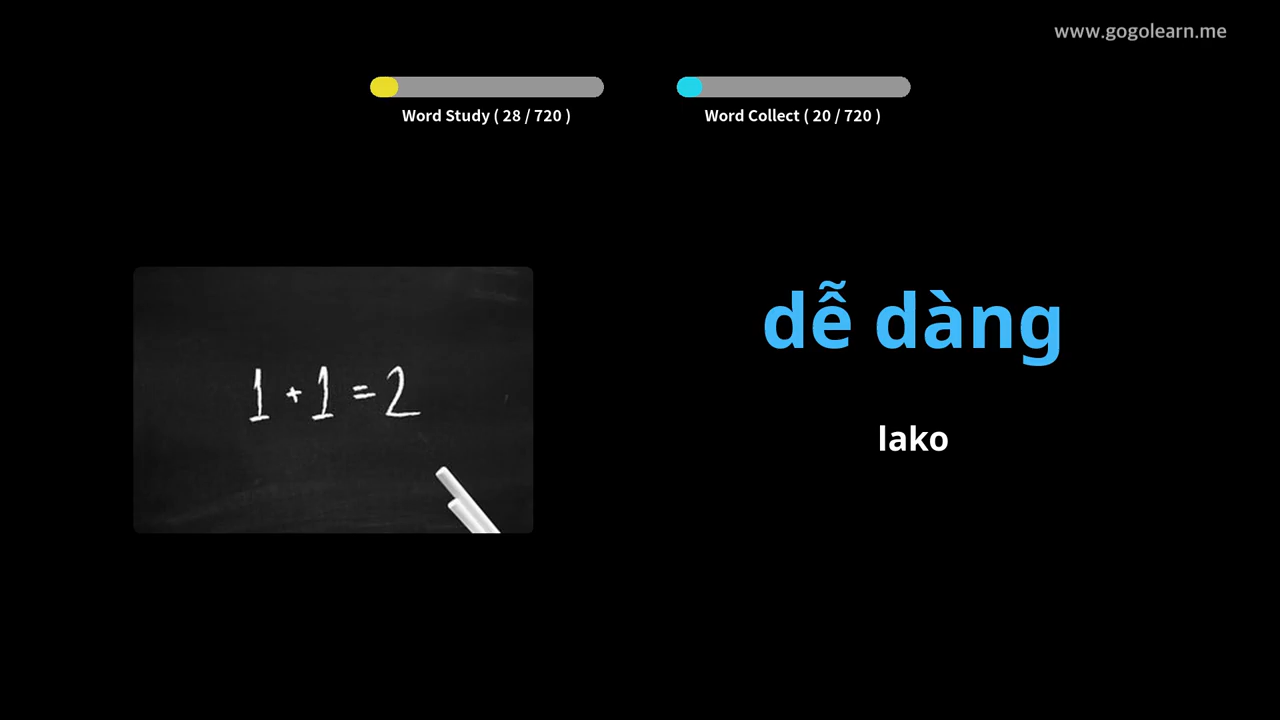 www.gogolearn.me
Word Study ( 28 / 720 )
Word Collect ( 20 / 720 )
1 + 1 = 2
dễ dàng
lako